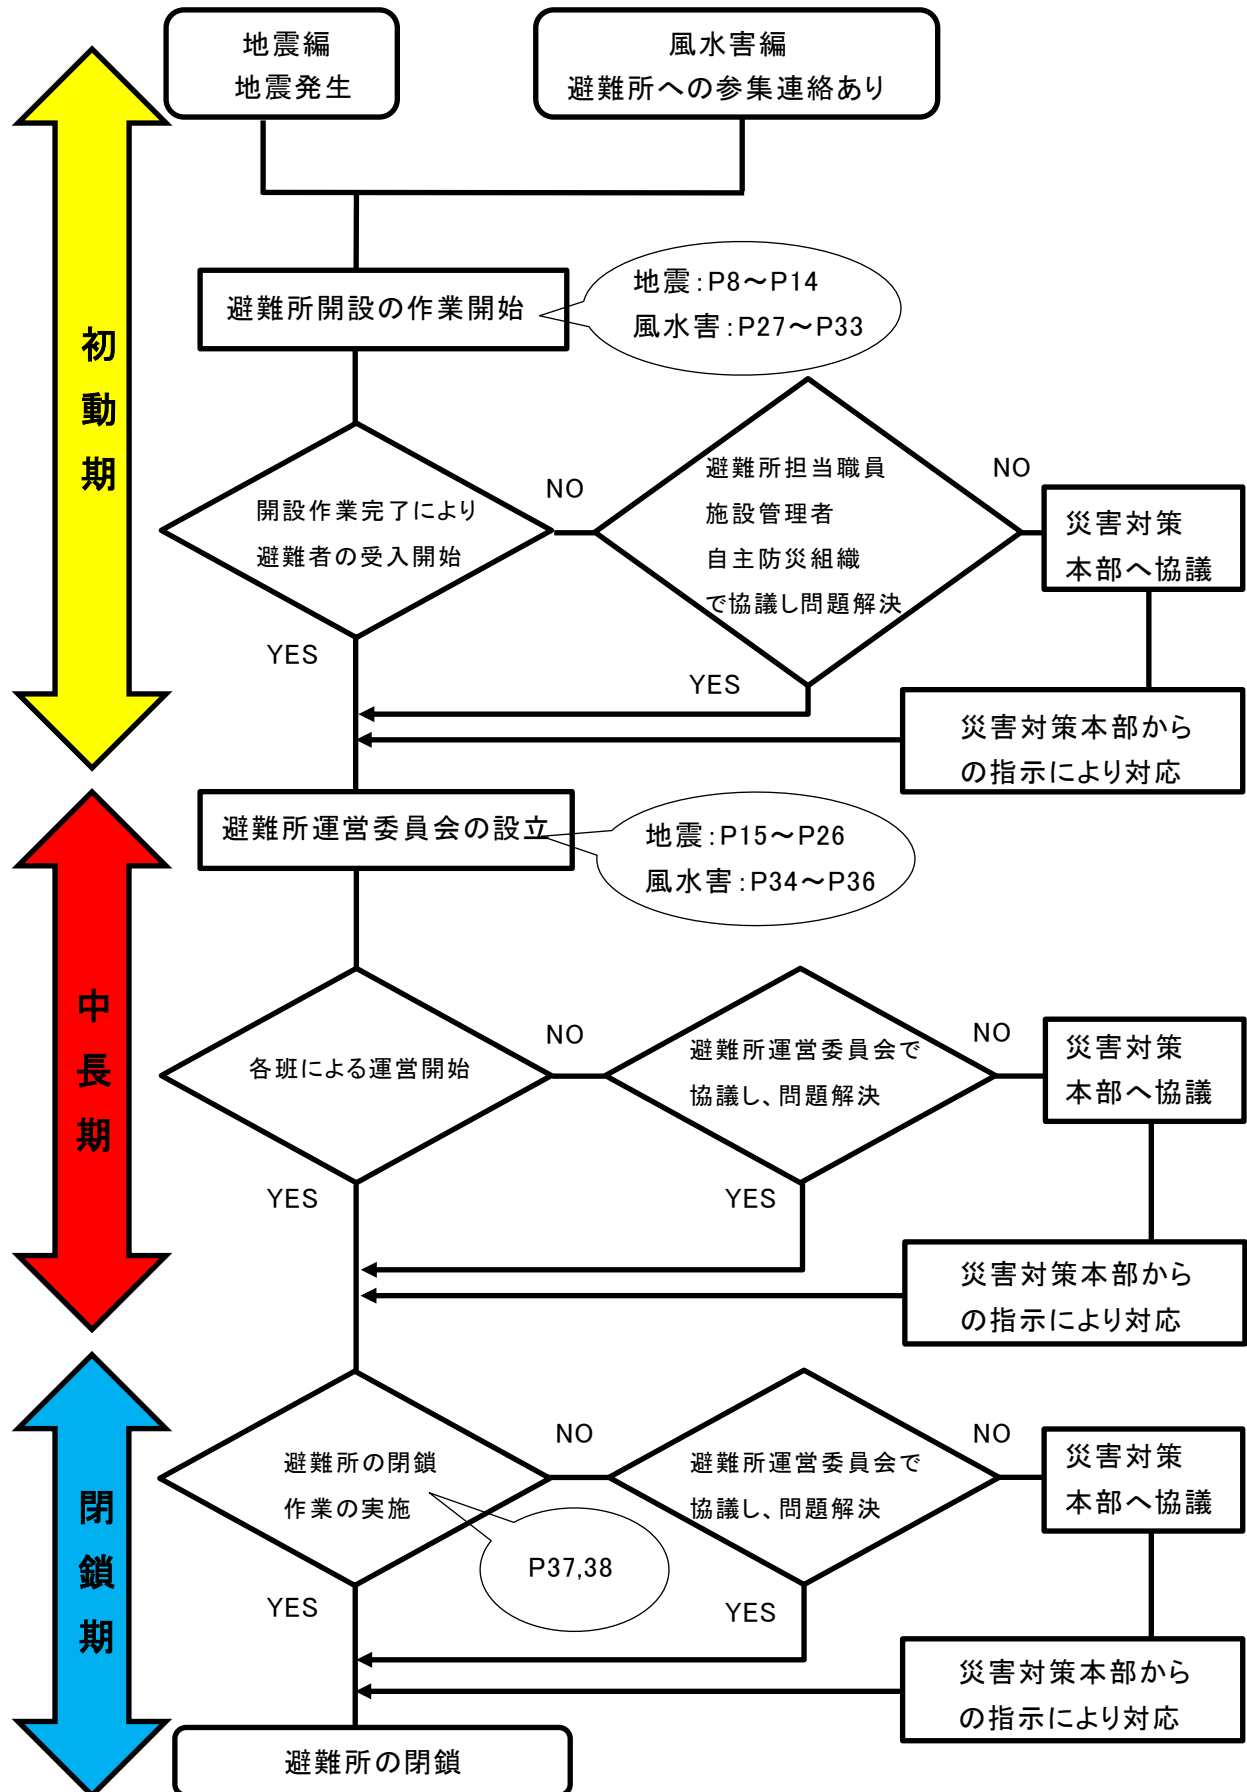 地震編
地震発生
風水害編
避難所への参集連絡あり
初動期
避難所開設の作業開始
地震:P8～P14
風水害:P27～P33
開設作業完了により
避難者の受入開始
NO
避難所担当職員
施設管理者
自主防災組織
で協議し問題解決
NO
災害対策
本部へ協議
YES
YES
災害対策本部から
の指示により対応
中長期
避難所運営委員会の設立
地震:P15～P26
風水害:P34～P36
各班による運営開始
NO
避難所運営委員会で
協議し、問題解決
NO
災害対策
本部へ協議
YES
YES
災害対策本部から
の指示により対応
閉鎖期
避難所の閉鎖
作業の実施
P37,38
NO
避難所運営委員会で
協議し、問題解決
NO
災害対策
本部へ協議
YES
YES
災害対策本部から
の指示により対応
避難所の閉鎖